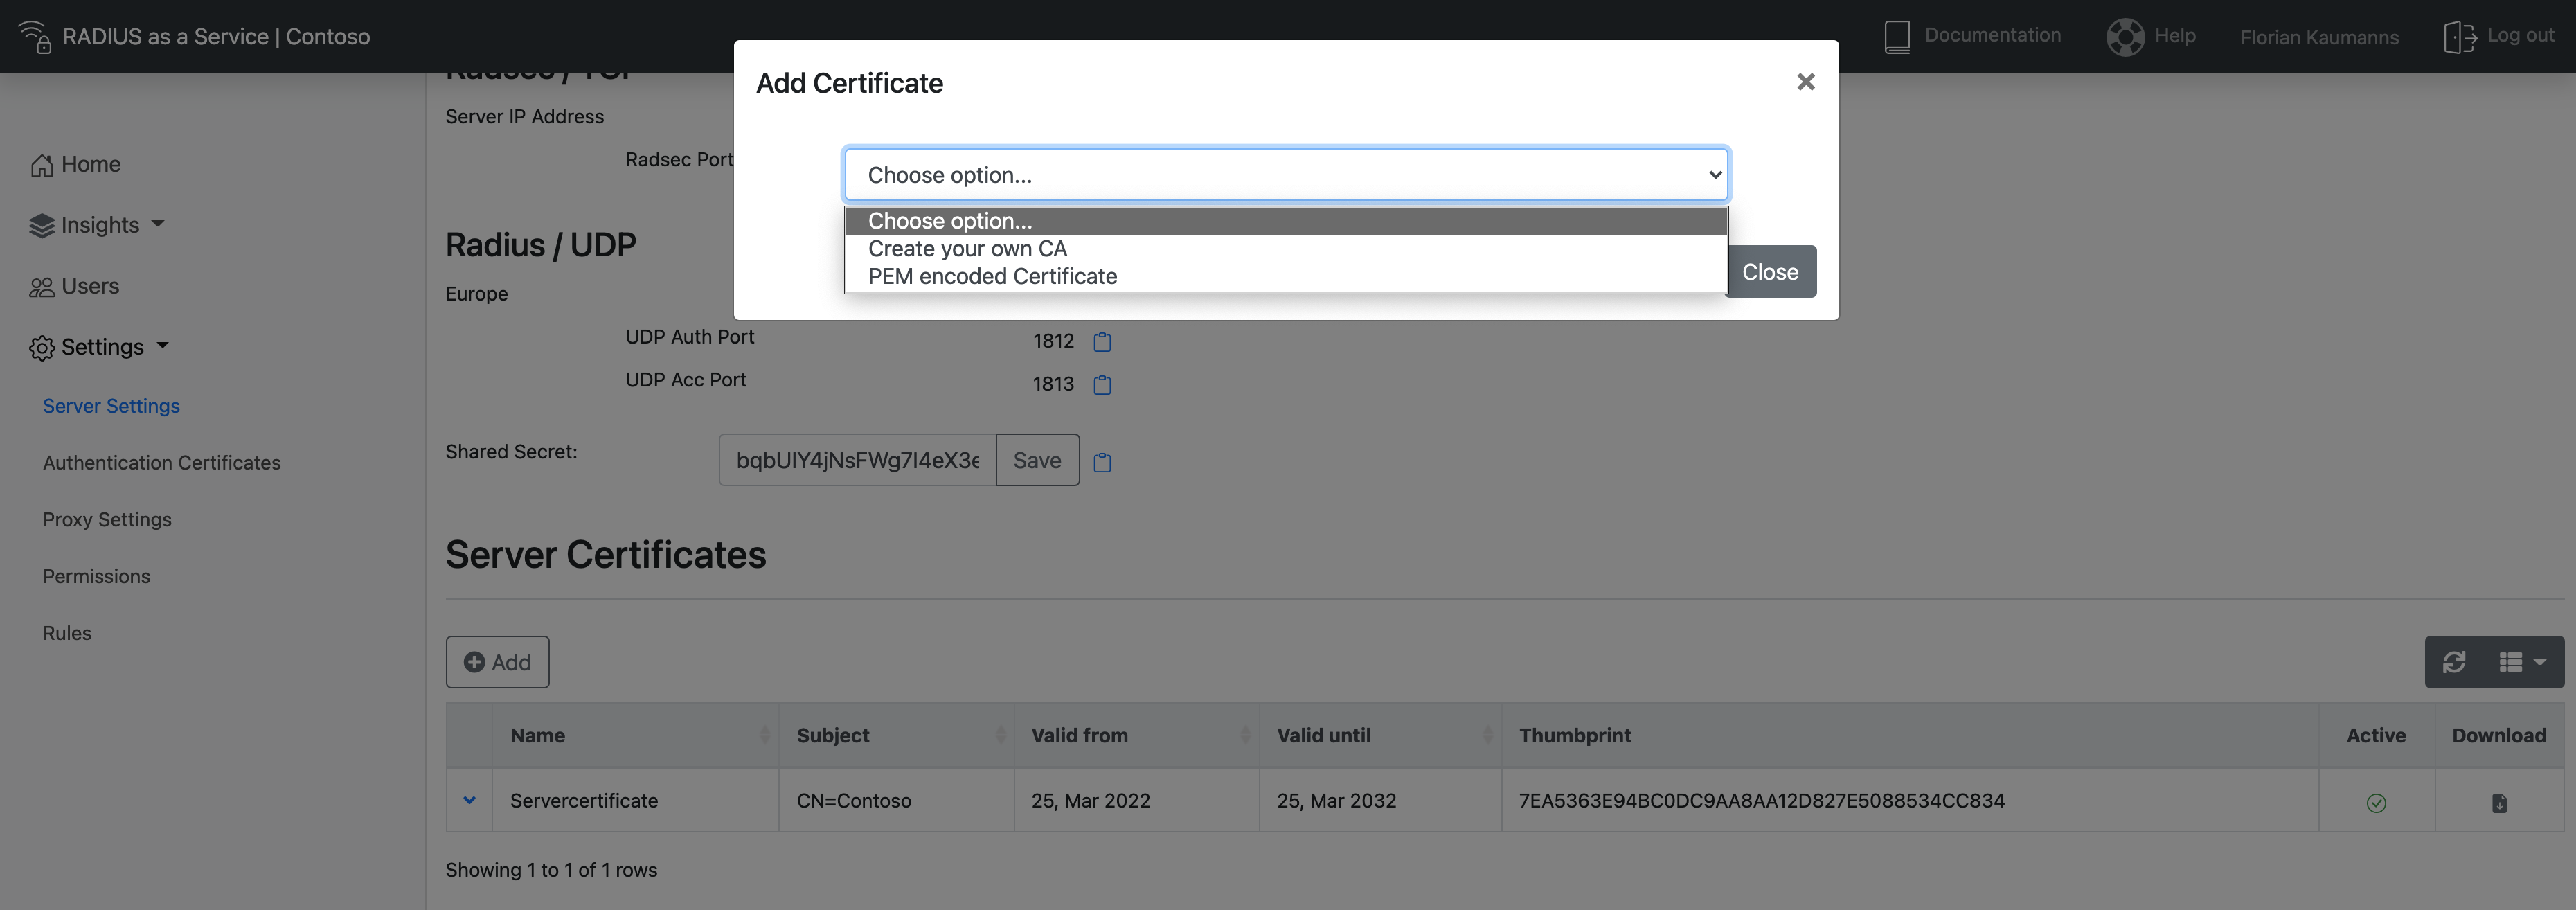 RADIUS as a Service | Contoso
Documentation
Help
Florian Kaumanns
Log out
Home
Insights
Users
Settings
Server Settings
Authentication Certificates
Proxy Settings
Permissions
Rules
Add Certificate
Choose option...
Choose option...
Create your own CA
PEM encoded Certificate
Close
Server IP Address
Radsec Port
Radius / UDP
Europe
UDP Auth Port 1812
UDP Acc Port 1813
Shared Secret: Save
Server Certificates
Add
Name Subject Valid from Valid until Thumbprint Active Download
Servercertificate CN=Contoso 25, Mar 2022 25, Mar 2032 7EA5363E94BC0DC9AA8AA12D827E5088534CC834
Showing 1 to 1 of 1 rows